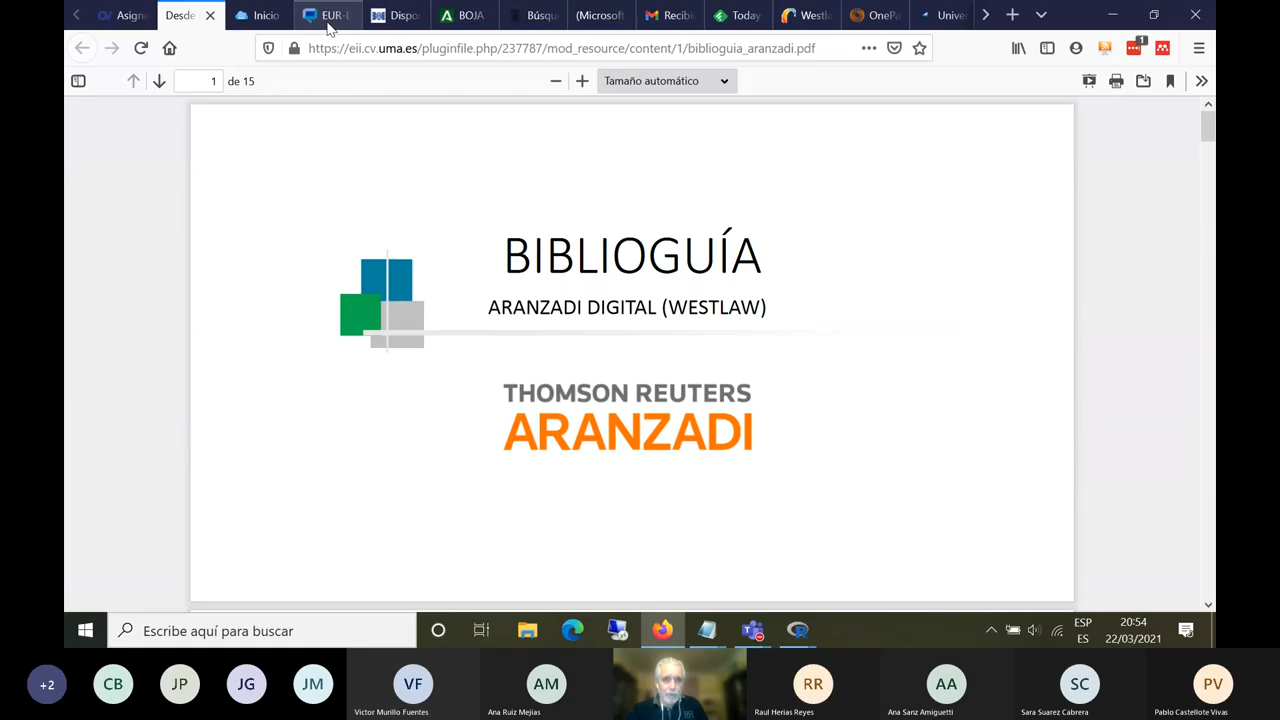 Asigna
Desde
Inicio
EUR-L
Dispo
BOJA
Búsqu
(Microsoft
Recibi
Today
Westla
OnePa
Univer
https://eii.cv.uma.es/pluginfile.php/237787/mod_resource/content/1/biblioguia_aranzadi.pdf
1
1 de 15
Tamaño automático
BIBLIOGUÍA
ARANZADI DIGITAL (WESTLAW)
THOMSON REUTERS
ARANZADI
Escribe aquí para buscar
ESP
ES
20:54
22/03/2021
+2
CB
JP
JG
JM
VF
AM
RR
AA
SC
PV
Victor Murillo Fuentes
Ana Ruiz Mejias
Raul Herias Reyes
Ana Sanz Amiguetti
Sara Suarez Cabrera
Pablo Castellote Vivas